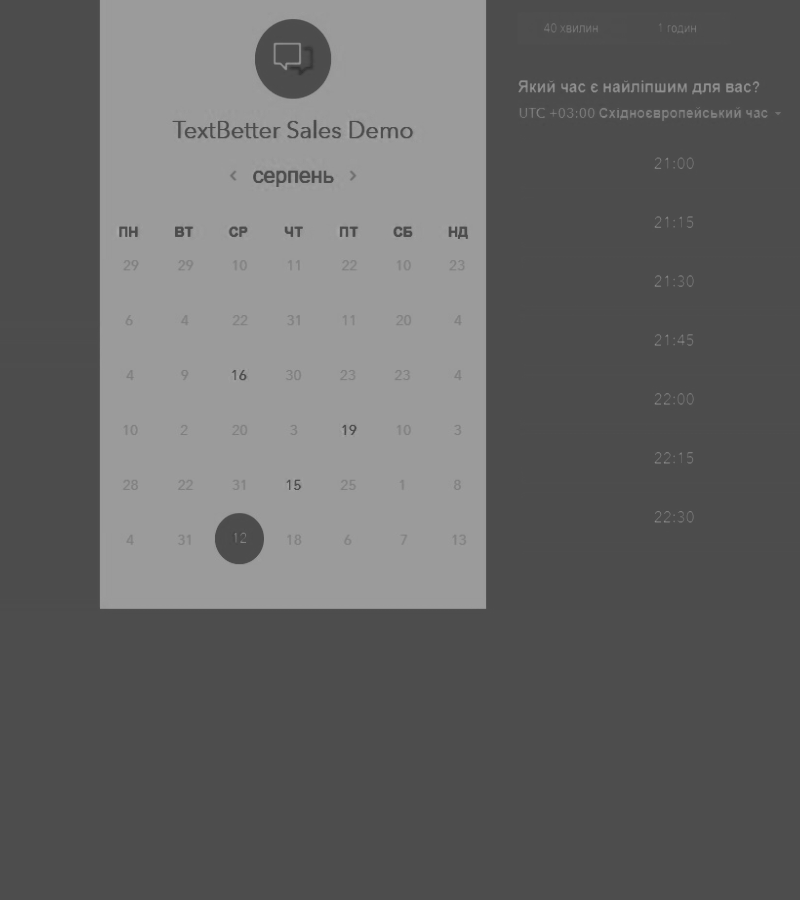 TextBetter Sales Demo
‹ серпень ›
ПН ВТ СР ЧТ ПТ СБ НД
29 29 10 11 22 10 23
6 4 22 31 11 20 4
4 9 16 30 23 23 4
10 2 20 3 19 10 3
28 22 31 15 25 1 8
4 31 12 18 6 7 13
40 хвилин 1 годин
Який час є найліпшим для вас?
UTC +03:00 Східноєвропейський час
21:00
21:15
21:30
21:45
22:00
22:15
22:30